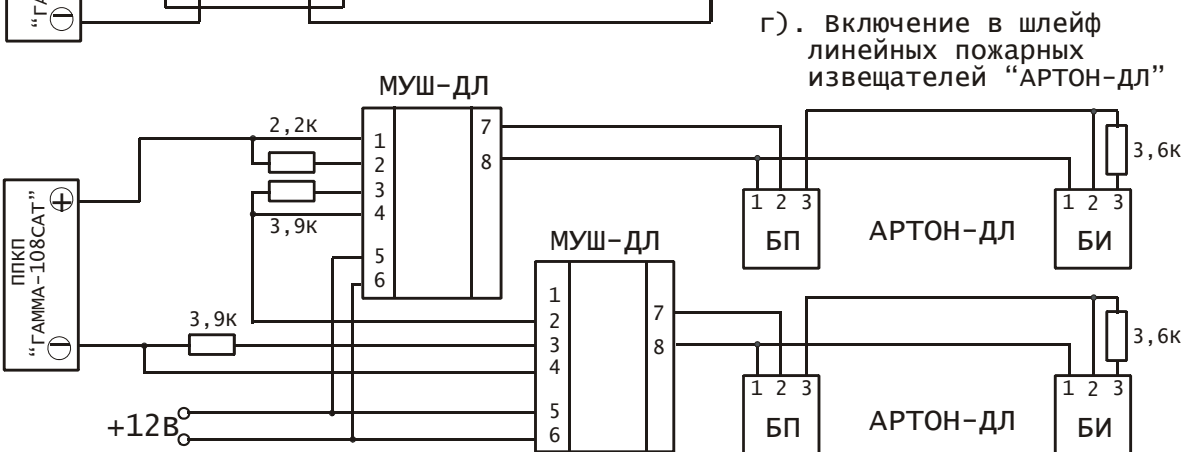 “ГА
г). Включение в шлейф
линейных пожарных
извещателей “АРТОН-ДЛ”
МУШ-ДЛ
2,2к
1
2
3
4
5
6
7
8
3,9к
ППКП
“ГАММА-108САТ”
1 2 3
БП
АРТОН-ДЛ
1 2 3
БИ
3,6к
МУШ-ДЛ
1
2
3
4
5
6
7
8
3,9к
+12В
1 2 3
БП
АРТОН-ДЛ
1 2 3
БИ
3,6к